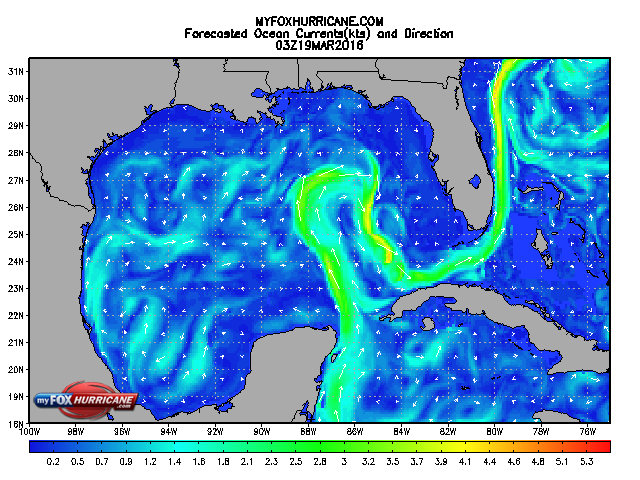 MYFOXHURRICANE.COM
Forecasted Ocean Currents(kts) and Direction
03Z19MAR2016
31N
30N
29N
28N
27N
26N
25N
24N
23N
22N
21N
20N
19N
18N
myFOXHURRICANE.com
100W 98W 96W 94W 92W 90W 88W 86W 84W 82W 80W 78W 76W
0.2 0.5 0.7 0.9 1.2 1.4 1.6 1.8 2.1 2.3 2.5 2.8 3 3.2 3.5 3.7 3.9 4.1 4.4 4.6 4.8 5.1 5.3